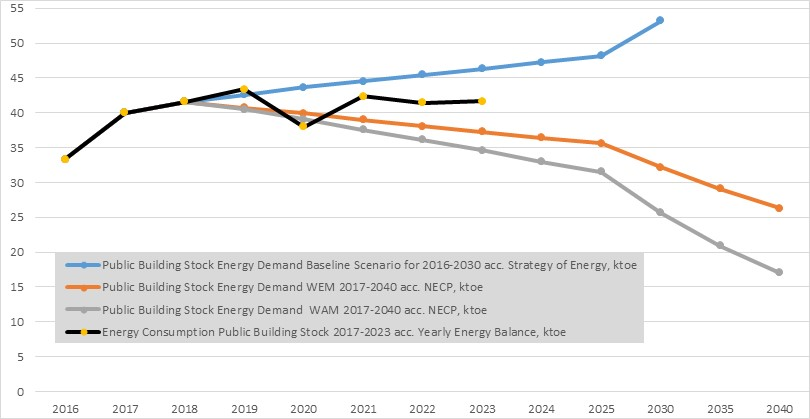 55
50
45
40
35
30
25
20
15
10
5
0
Public Building Stock Energy Demand Baseline Scenario for 2016-2030 acc. Strategy of Energy, ktoe
Public Building Stock Energy Demand WEM 2017-2040 acc. NECP, ktoe
Public Building Stock Energy Demand  WAM 2017-2040 acc. NECP, ktoe
Energy Consumption Public Building Stock 2017-2023 acc. Yearly Energy Balance, ktoe
2016 2017 2018 2019 2020 2021 2022 2023 2024 2025 2030 2035 2040